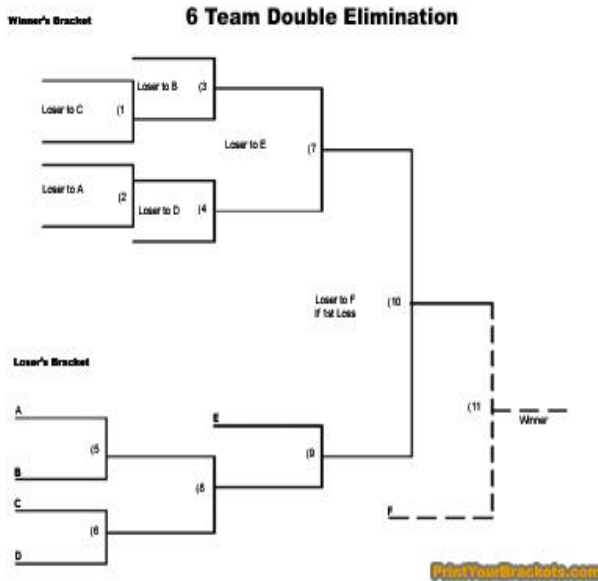 Winner's Bracket
6 Team Double Elimination
Loser to B (3
Loser to C (1
Loser to E (7
Loser to A (2
Loser to D (4
Loser to F (10
If 1st Loss
Loser's Bracket
A
E
(11
Winner
(5
(9
B
(8
C
F
(6
D
PrintYourBrackets.com